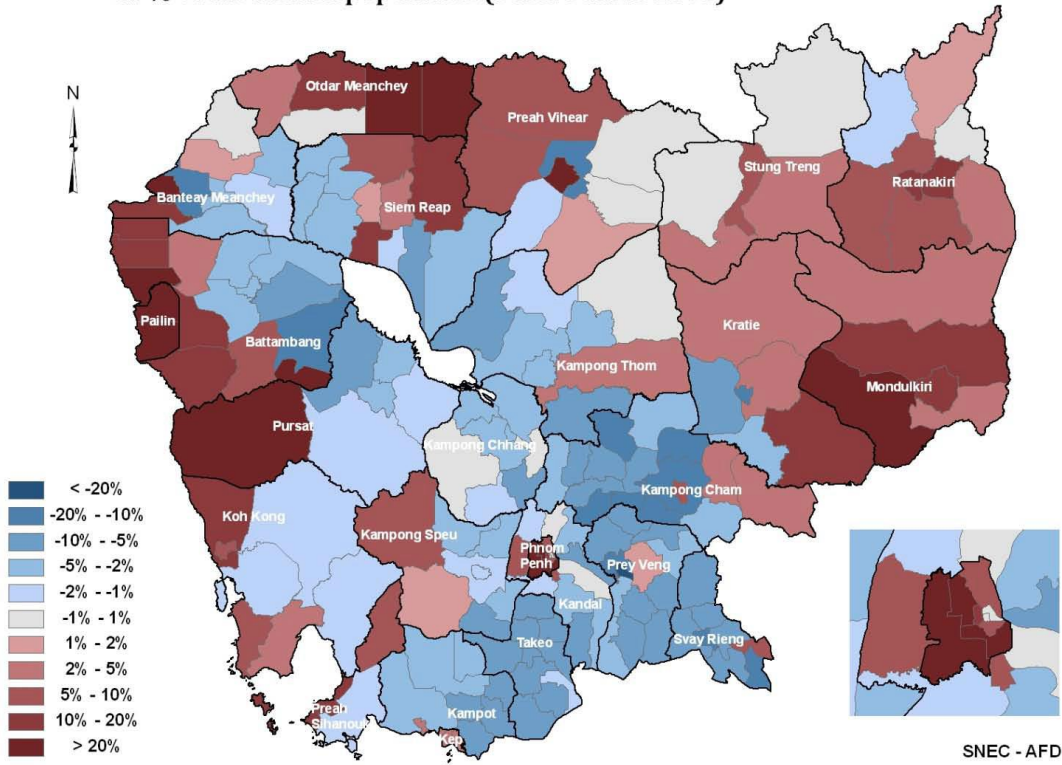 N
Otdar Meanchey
Preah Vihear
Stung Treng
Ratanakiri
Banteay Meanchey
Siem Reap
Pailin
Battambang
Kratie
Kampong Thom
Mondulkiri
Pursat
Kampong Chhang
Kampong Cham
Koh Kong
Kampong Speu
Phnom
Penh
Prey Veng
Kandal
Takeo
Svay Rieng
Preah
Sihanouk
Kampot
Kep
< -20%
-20% - -10%
-10% - -5%
-5% - -2%
-2% - -1%
-1% - 1%
1% - 2%
2% - 5%
5% - 10%
10% - 20%
> 20%
SNEC - AFD